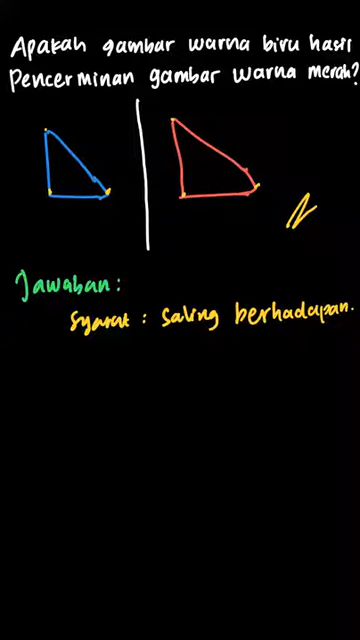 Apakah gambar warna biru hasil
Pencerminan gambar warna merah?
Jawaban:
Syarat : saling berhadapan.